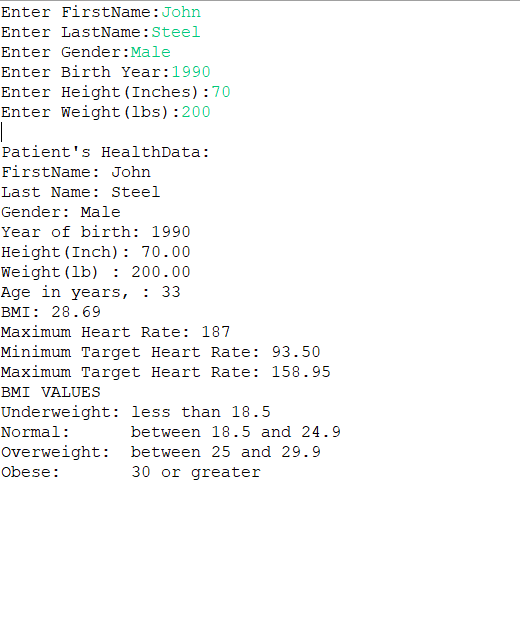 Enter FirstName:John
Enter LastName:Steel
Enter Gender:Male
Enter Birth Year:1990
Enter Height(Inches):70
Enter Weight(lbs):200
Patient's HealthData:
FirstName: John
Last Name: Steel
Gender: Male
Year of birth: 1990
Height(Inch): 70.00
Weight(lb) : 200.00
Age in years, : 33
BMI: 28.69
Maximum Heart Rate: 187
Minimum Target Heart Rate: 93.50
Maximum Target Heart Rate: 158.95
BMI VALUES
Underweight: less than 18.5
Normal:      between 18.5 and 24.9
Overweight:  between 25 and 29.9
Obese:       30 or greater